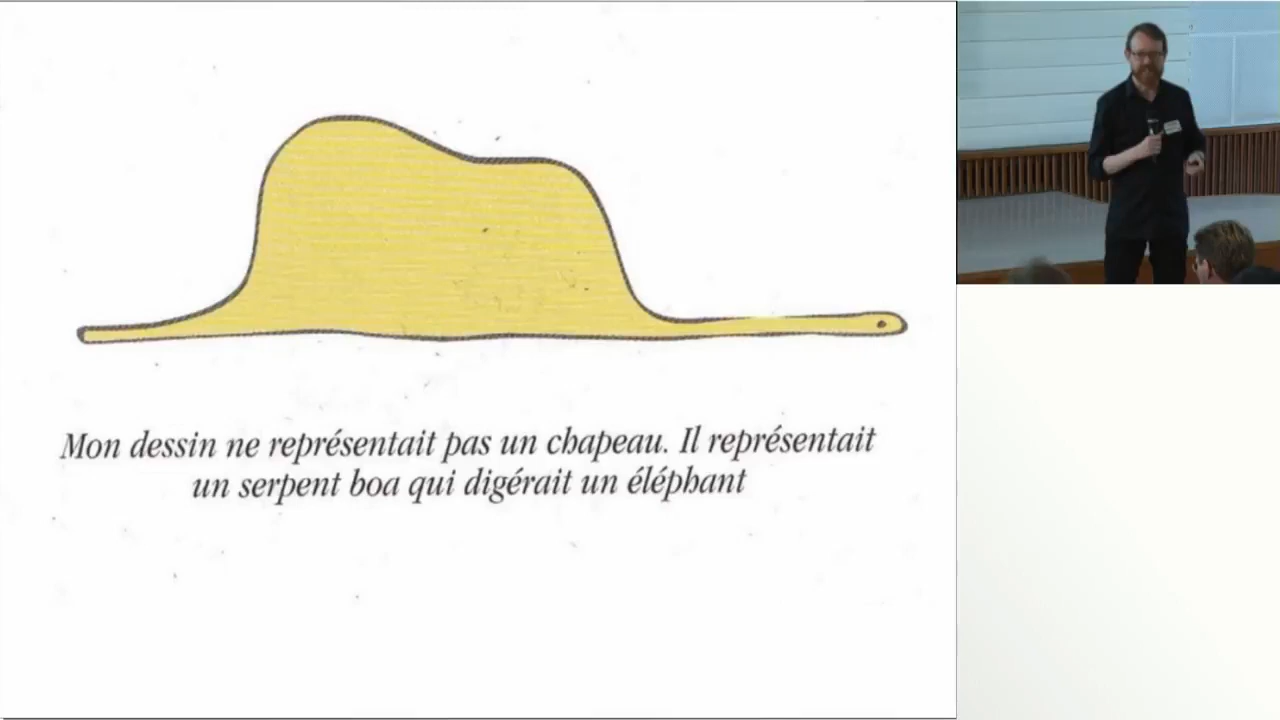 Mon dessin ne représentait pas un chapeau. Il représentait
un serpent boa qui digérait un éléphant